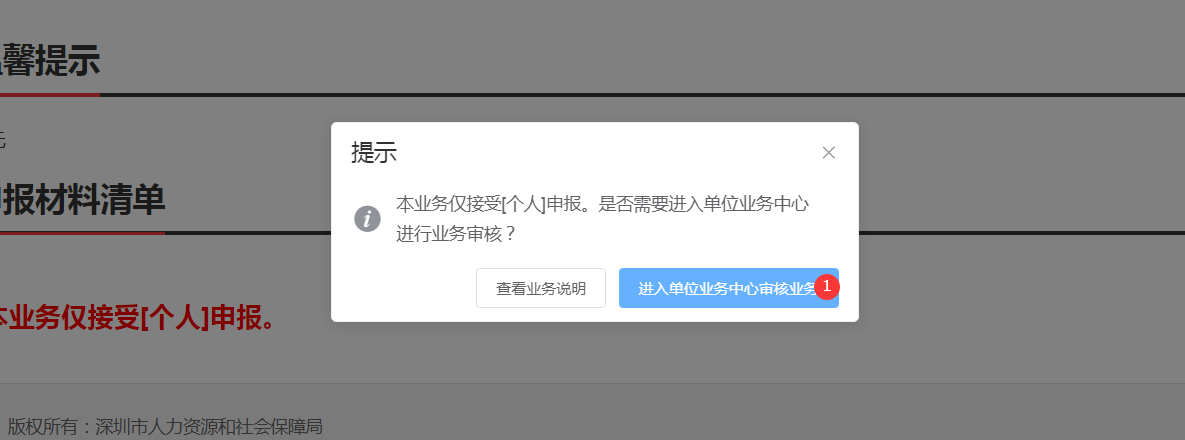 馨提示
提示
报材料清单
本业务仅接受[个人]申报。是否需要进入单位业务中心
进行业务审核？
查看业务说明
进入单位业务中心审核业务
1
本业务仅接受[个人]申报。
版权所有：深圳市人力资源和社会保障局